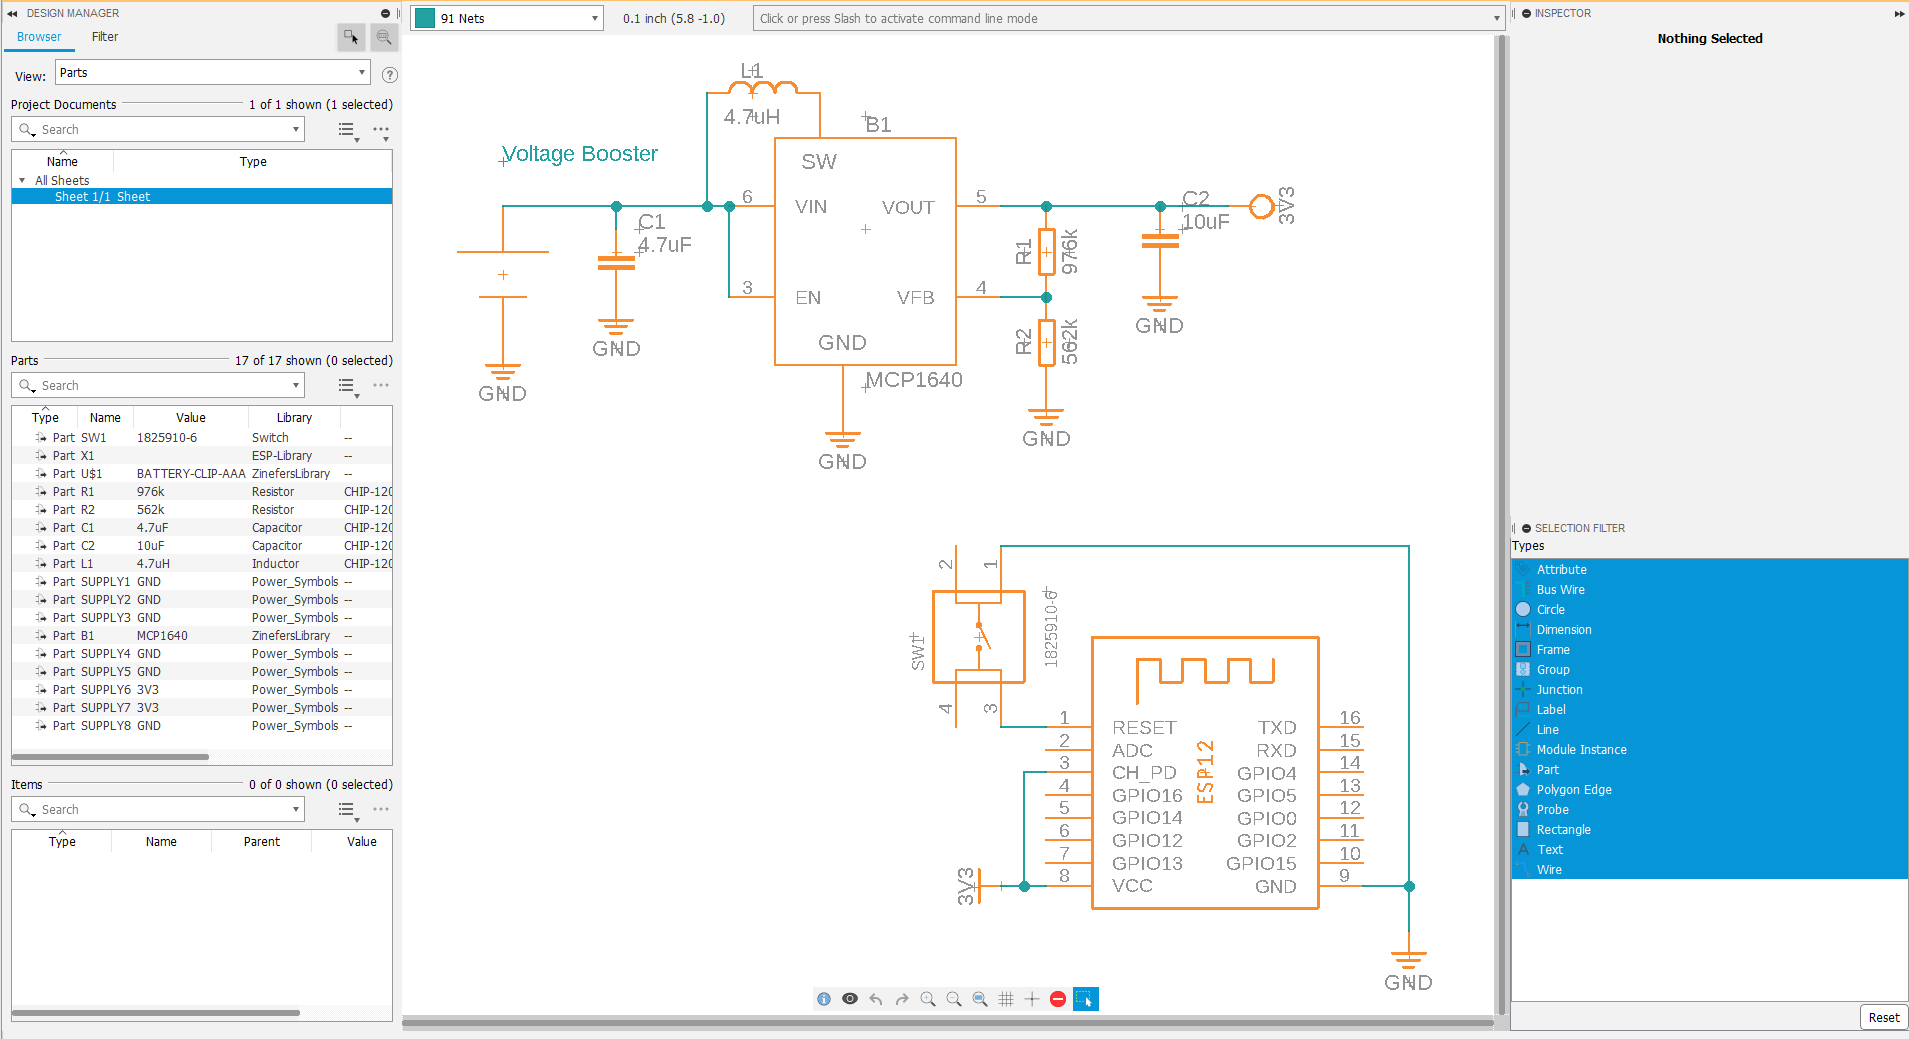 DESIGN MANAGER
Browser
Filter
View:
Parts
?
Project Documents
1 of 1 shown (1 selected)
Search
Name
Type
All Sheets
Sheet 1/1 Sheet
Parts
17 of 17 shown (0 selected)
Search
Type Name Value Library
Part SW1 1825910-6 Switch --
Part X1 ESP-Library
Part U$1 BATTERY-CLIP-AAA ZinefersLibrary --
Part R1 976k Resistor CHIP-120
Part R2 562k Resistor CHIP-120
Part C1 4.7uF Capacitor CHIP-120
Part C2 10uF Capacitor CHIP-120
Part L1 4.7uH Inductor CHIP-120
Part SUPPLY1 GND Power_Symbols --
Part SUPPLY2 GND Power_Symbols --
Part SUPPLY3 GND Power_Symbols --
Part B1 MCP1640 ZinefersLibrary --
Part SUPPLY4 GND Power_Symbols --
Part SUPPLY5 GND Power_Symbols --
Part SUPPLY6 3V3 Power_Symbols --
Part SUPPLY7 3V3 Power_Symbols --
Part SUPPLY8 GND Power_Symbols --
Items
0 of 0 shown (0 selected)
Search
Type Name Parent Value
91 Nets
0.1 inch (5.8 -1.0)
Click or press Slash to activate command line mode
L1
4.7uH
B1
Voltage Booster
SW
6
VIN
VOUT
5
C1
4.7uF
C2
10uF
3V3
R1
976k
3
EN
VFB
4
GND
R2
562k
GND
GND
GND
MCP1640
GND
GND
2
1
SW1
1825910-6
4
3
1 RESET TXD 16
2 ADC RXD 15
3 CH_PD GPIO4 14
4 GPIO16 GPIO5 13
5 GPIO14 GPIO0 12
6 GPIO12 GPIO2 11
7 GPIO13 GPIO15 10
8 VCC GND 9
ESP12
3V3
GND
INSPECTOR
Nothing Selected
SELECTION FILTER
Types
Attribute
Bus Wire
Circle
Dimension
Frame
Group
Junction
Label
Line
Module Instance
Part
Polygon Edge
Probe
Rectangle
Text
Wire
Reset